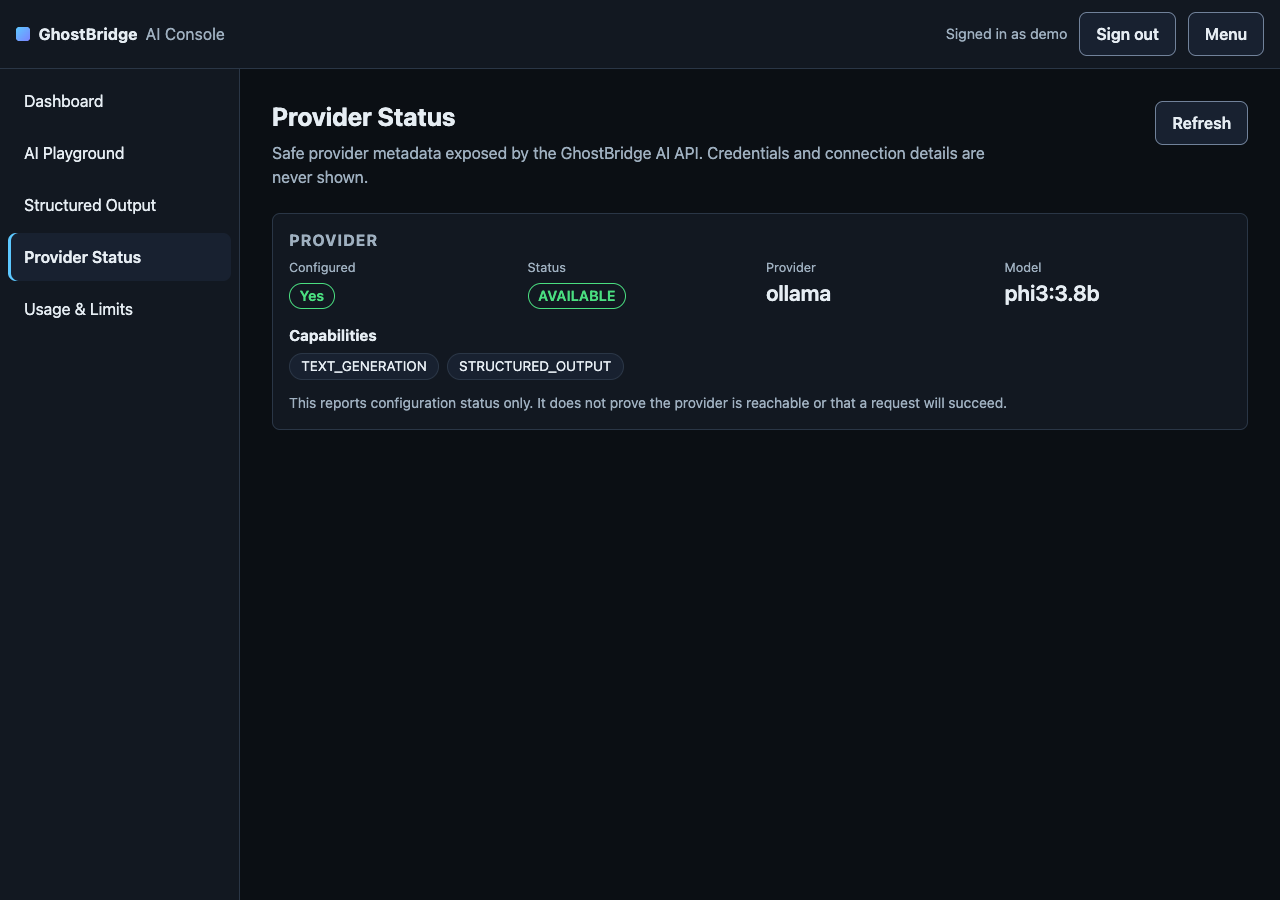 GhostBridge AI Console
Signed in as demo
Sign out
Menu
Dashboard
AI Playground
Structured Output
Provider Status
Usage & Limits
Provider Status
Refresh
Safe provider metadata exposed by the GhostBridge AI API. Credentials and connection details are
never shown.
PROVIDER
Configured
Status
Provider
Model
Yes
AVAILABLE
ollama
phi3:3.8b
Capabilities
TEXT_GENERATION
STRUCTURED_OUTPUT
This reports configuration status only. It does not prove the provider is reachable or that a request will succeed.